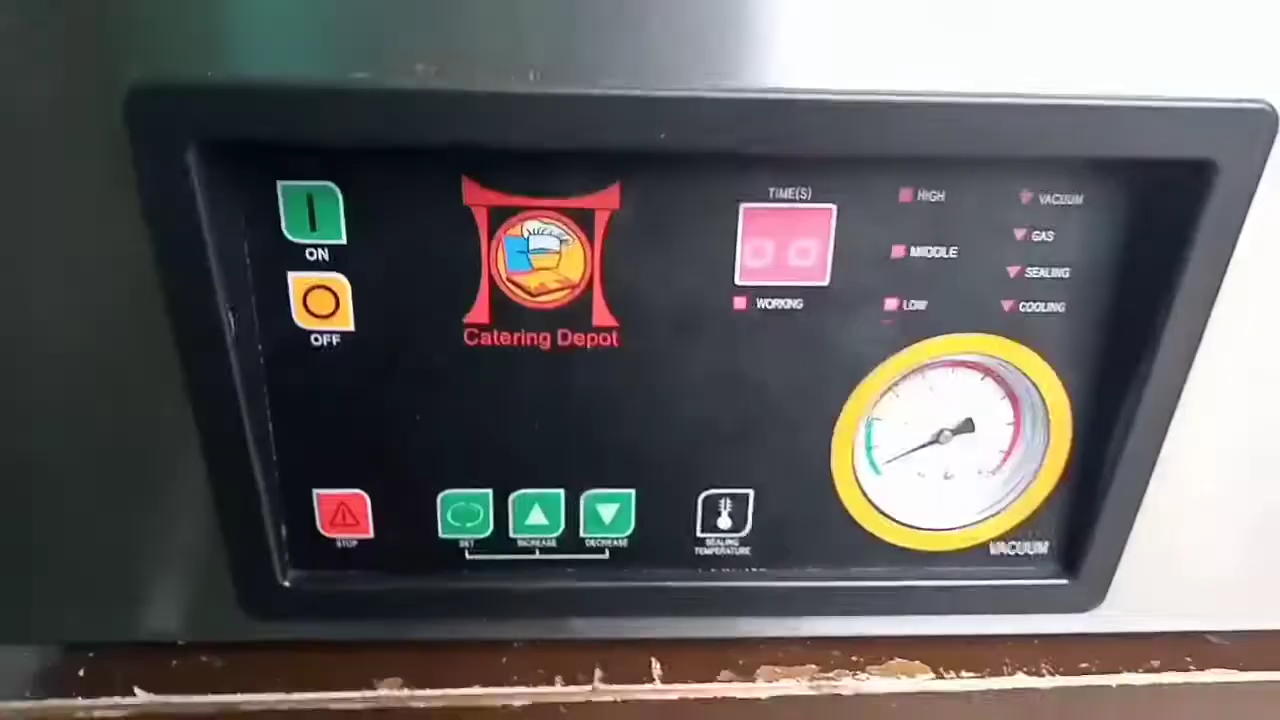 ON
OFF
Catering Depot
TIME(S)
00
WORKING
HIGH
MIDDLE
LOW
VACUUM
GAS
SEALING
COOLING
STOP
SET
INCREASE
DECREASE
SEALING
TEMPERATURE
VACUUM